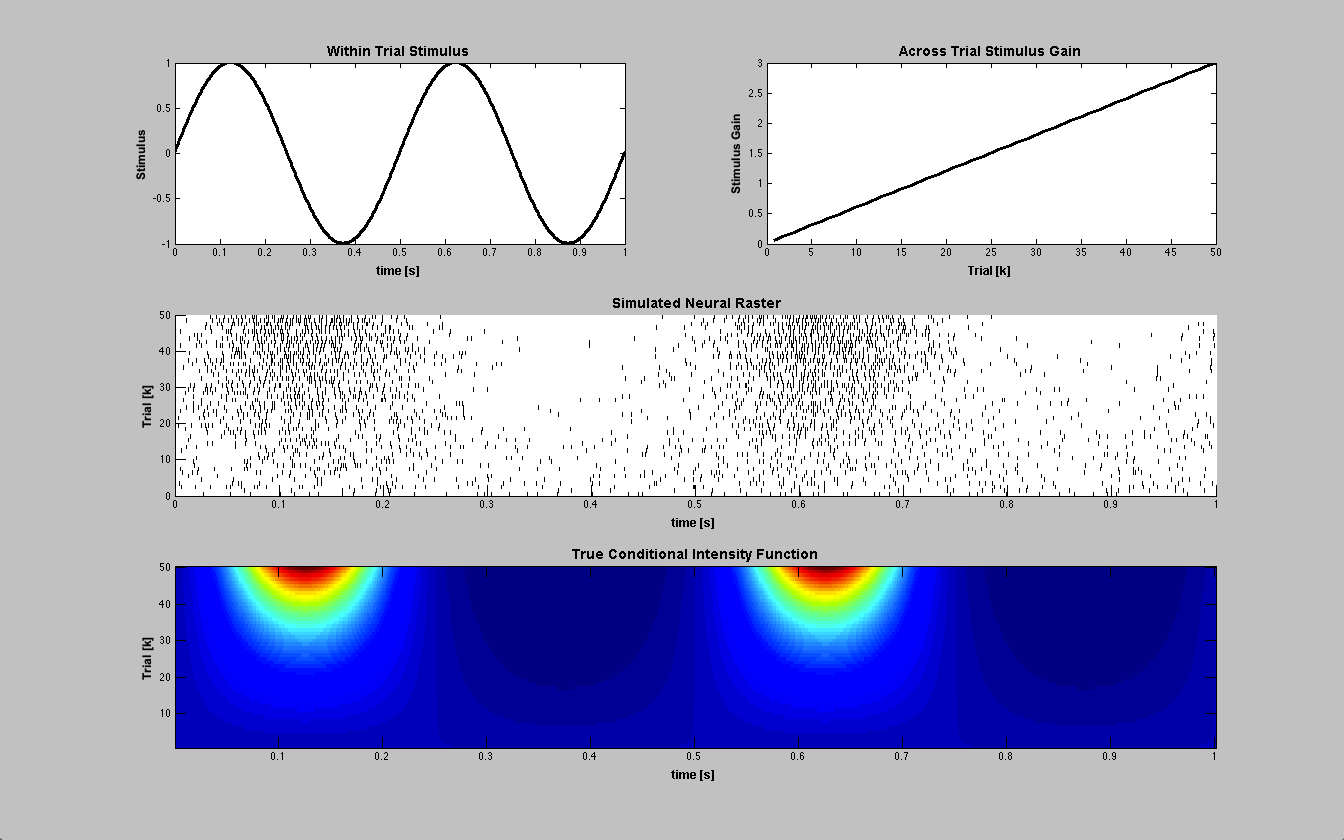 Within Trial Stimulus
Stimulus
1
0.5
0
-0.5
-1
0 0.1 0.2 0.3 0.4 0.5 0.6 0.7 0.8 0.9 1
time [s]
Across Trial Stimulus Gain
Stimulus Gain
3
2.5
2
1.5
1
0.5
0
0 5 10 15 20 25 30 35 40 45 50
Trial [k]
Simulated Neural Raster
Trial [k]
50
40
30
20
10
0
0 0.1 0.2 0.3 0.4 0.5 0.6 0.7 0.8 0.9 1
time [s]
True Conditional Intensity Function
Trial [k]
50
40
30
20
10
0.1 0.2 0.3 0.4 0.5 0.6 0.7 0.8 0.9 1
time [s]